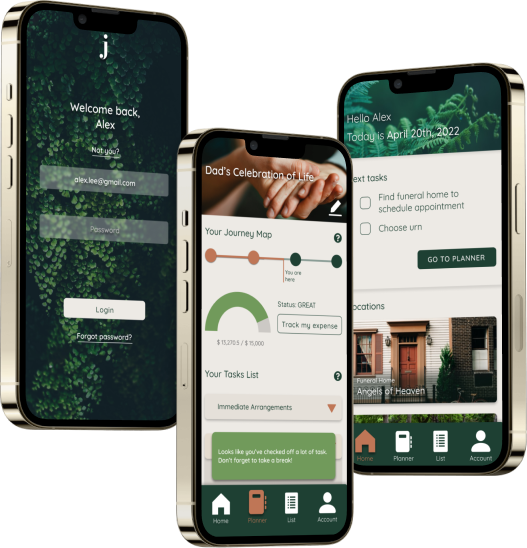 j
Welcome back,
Alex
Not you?
alex.lee@gmail.com
Password
Login
Forgot password?
Dad's Celebration of Life
Your Journey Map
?
You are
here
Status: GREAT
Track my expense
$ 13,270.5 / $ 15,000
Your Tasks List
?
Immediate Arrangements
Looks like you've checked off a lot of task.
Don't forget to take a break!
Home
Planner
List
Account
Hello Alex
Today is April 20th, 2022
ext tasks
Find funeral home to
schedule appointment
Choose urn
GO TO PLANNER
ocations
Funeral Home
Angels of Heaven
Home
Planner
List
Account